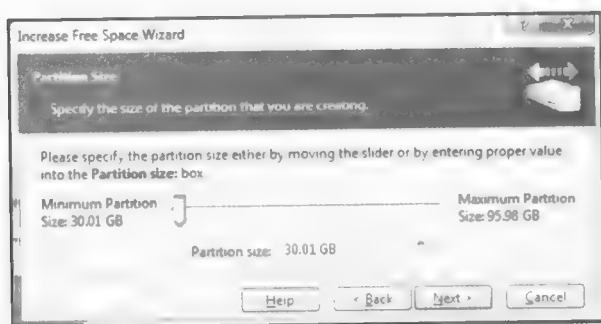 Increase Free Space Wizard
Partition Size
Specify the size of the partition that you are creating.
Please specify, the partition size either by moving the slider or by entering proper value
into the Partition size: box
Minimum Partition
Size: 30.01 GB
Maximum Partition
Size: 95.98 GB
Partition size: 30.01 GB
Help
< Back
Next >
Cancel